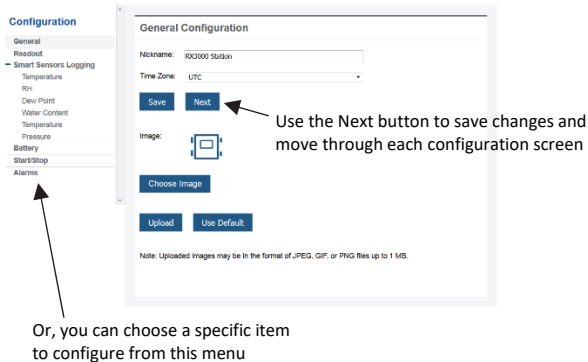 Configuration
General
Readout
Smart Sensors Logging
Temperature
RH
Dew Point
Water Content
Temperature
Pressure
Battery
Start/Stop
Alarms
General Configuration
Nickname: RX3000 Station
Time Zone: UTC
Save Next
Use the Next button to save changes and
move through each configuration screen
Image:
Choose Image
Upload Use Default
Note: Uploaded images may be in the format of JPEG, GIF, or PNG files up to 1 MB.
Or, you can choose a specific item
to configure from this menu